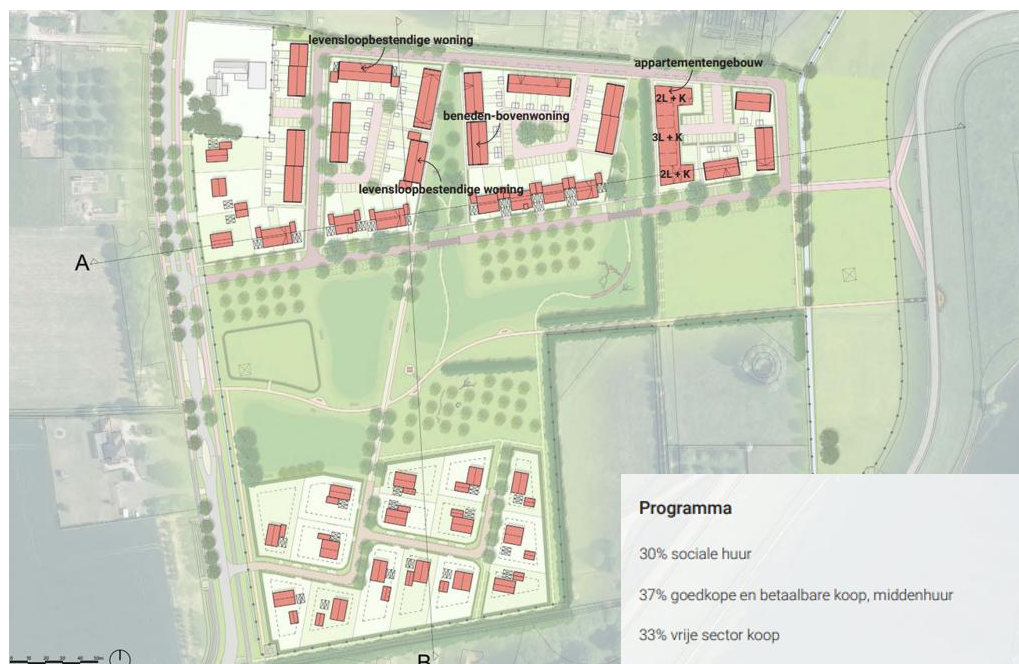 levensloopbestendige woning
appartementengebouw
2L + K
beneden-bovenwoning
3L + K
2L + K
levensloopbestendige woning
A
Programma
30% sociale huur
37% goedkope en betaalbare koop, middenhuur
33% vrije sector koop
B